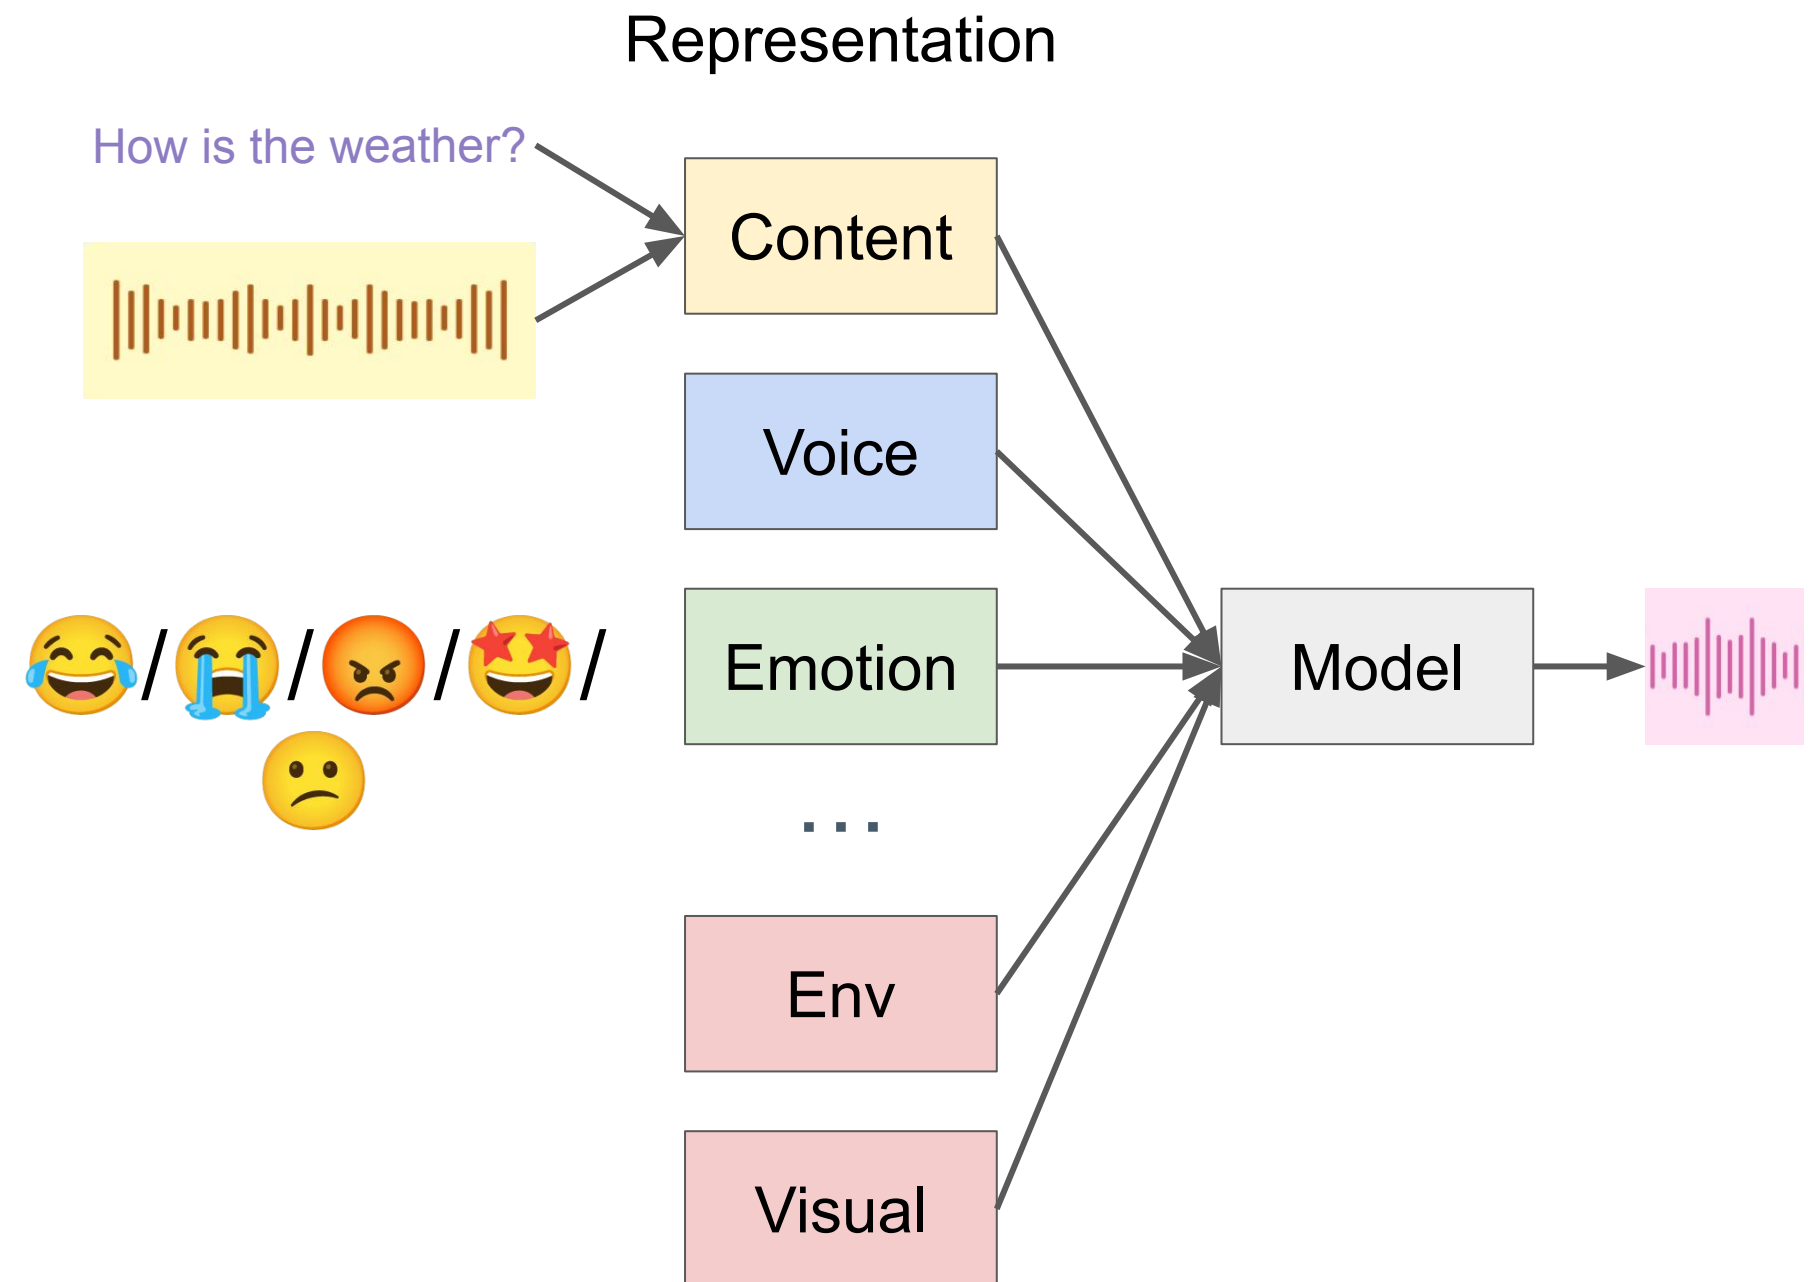 Representation
How is the weather?
Content
Voice
😂/😭/😡/🤩/
😕
Emotion
Model
...
Env
Visual